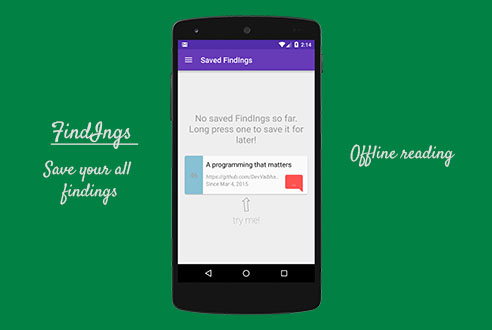 FindIngs
Save your all
findings
2:14
Saved FindIngs
No saved FindIngs so far.
Long press one to save it for
later!
A programming that matters
https://github.com/DevVadiha...
Since Mar 4, 2015
try me!
Offline reading